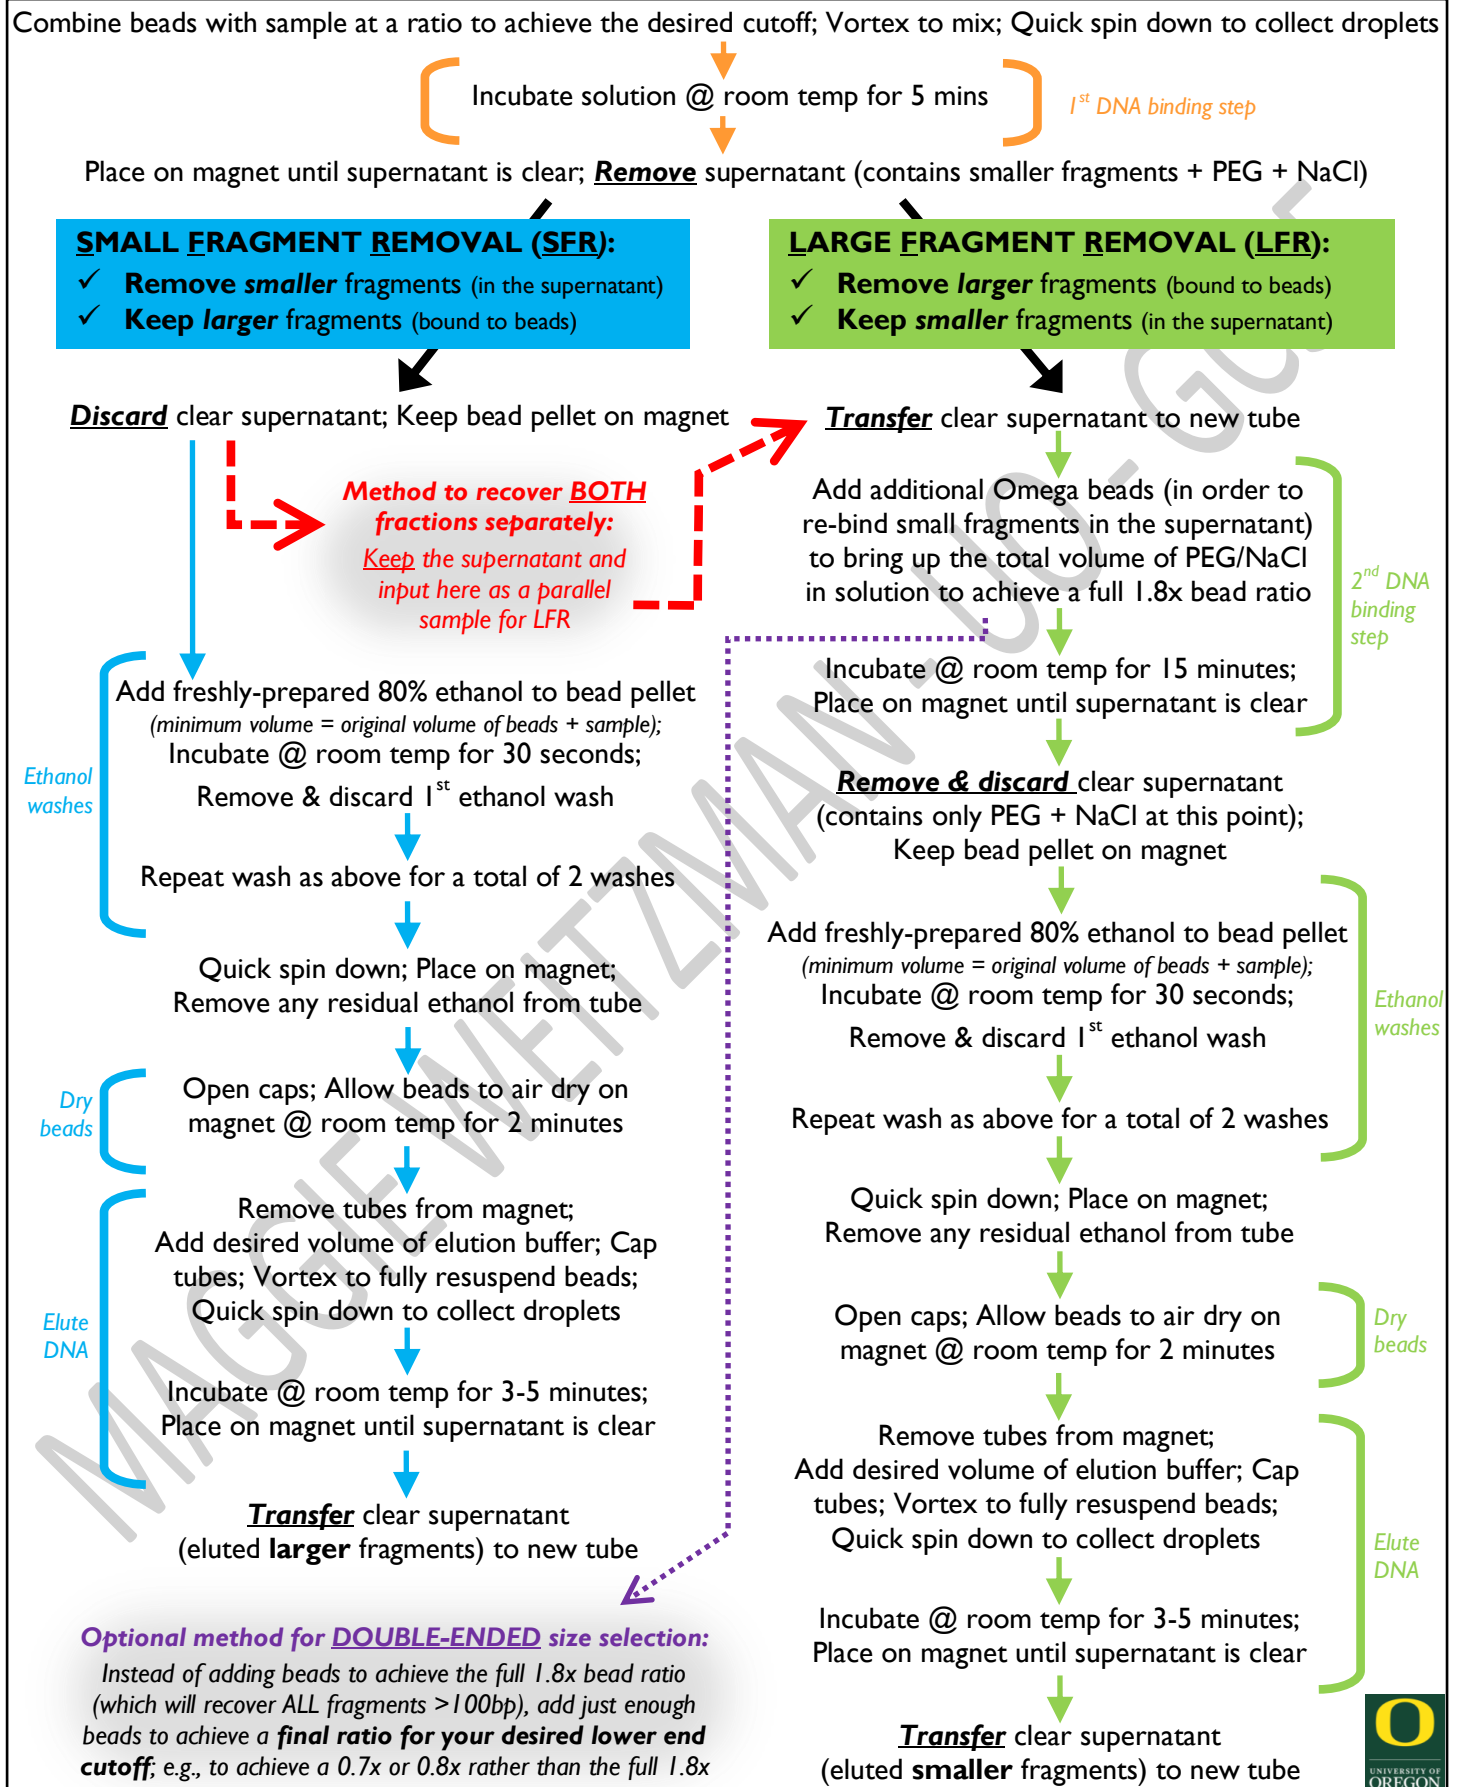 Combine beads with sample at a ratio to achieve the desired cutoff; Vortex to mix; Quick spin down to collect droplets
Incubate solution @ room temp for 5 mins
1st DNA binding step
Place on magnet until supernatant is clear; Remove supernatant (contains smaller fragments + PEG + NaCl)
SMALL FRAGMENT REMOVAL (SFR):
✓ Remove smaller fragments (in the supernatant)
✓ Keep larger fragments (bound to beads)
Discard clear supernatant; Keep bead pellet on magnet
Method to recover BOTH
fractions separately:
Keep the supernatant and
input here as a parallel
sample for LFR
Add freshly-prepared 80% ethanol to bead pellet
(minimum volume = original volume of beads + sample);
Incubate @ room temp for 30 seconds;
Remove & discard 1st ethanol wash
Repeat wash as above for a total of 2 washes
Ethanol
washes
Quick spin down; Place on magnet;
Remove any residual ethanol from tube
Open caps; Allow beads to air dry on
magnet @ room temp for 2 minutes
Dry
beads
Remove tubes from magnet;
Add desired volume of elution buffer; Cap
tubes; Vortex to fully resuspend beads;
Quick spin down to collect droplets
Elute
DNA
Incubate @ room temp for 3-5 minutes;
Place on magnet until supernatant is clear
Transfer clear supernatant
(eluted larger fragments) to new tube
Optional method for DOUBLE-ENDED size selection:
Instead of adding beads to achieve the full 1.8x bead ratio
(which will recover ALL fragments >100bp), add just enough
beads to achieve a final ratio for your desired lower end
cutoff; e.g., to achieve a 0.7x or 0.8x rather than the full 1.8x
LARGE FRAGMENT REMOVAL (LFR):
✓ Remove larger fragments (bound to beads)
✓ Keep smaller fragments (in the supernatant)
Transfer clear supernatant to new tube
Add additional Omega beads (in order to
re-bind small fragments in the supernatant)
to bring up the total volume of PEG/NaCl
in solution to achieve a full 1.8x bead ratio
2nd DNA
binding
step
Incubate @ room temp for 15 minutes;
Place on magnet until supernatant is clear
Remove & discard clear supernatant
(contains only PEG + NaCl at this point);
Keep bead pellet on magnet
Add freshly-prepared 80% ethanol to bead pellet
(minimum volume = original volume of beads + sample);
Incubate @ room temp for 30 seconds;
Remove & discard 1st ethanol wash
Ethanol
washes
Repeat wash as above for a total of 2 washes
Quick spin down; Place on magnet;
Remove any residual ethanol from tube
Open caps; Allow beads to air dry on
magnet @ room temp for 2 minutes
Dry
beads
Remove tubes from magnet;
Add desired volume of elution buffer; Cap
tubes; Vortex to fully resuspend beads;
Quick spin down to collect droplets
Elute
DNA
Incubate @ room temp for 3-5 minutes;
Place on magnet until supernatant is clear
Transfer clear supernatant
(eluted smaller fragments) to new tube
MAGGIE WEITZMAN - UO - GC3F
O
UNIVERSITY OF
OREGON